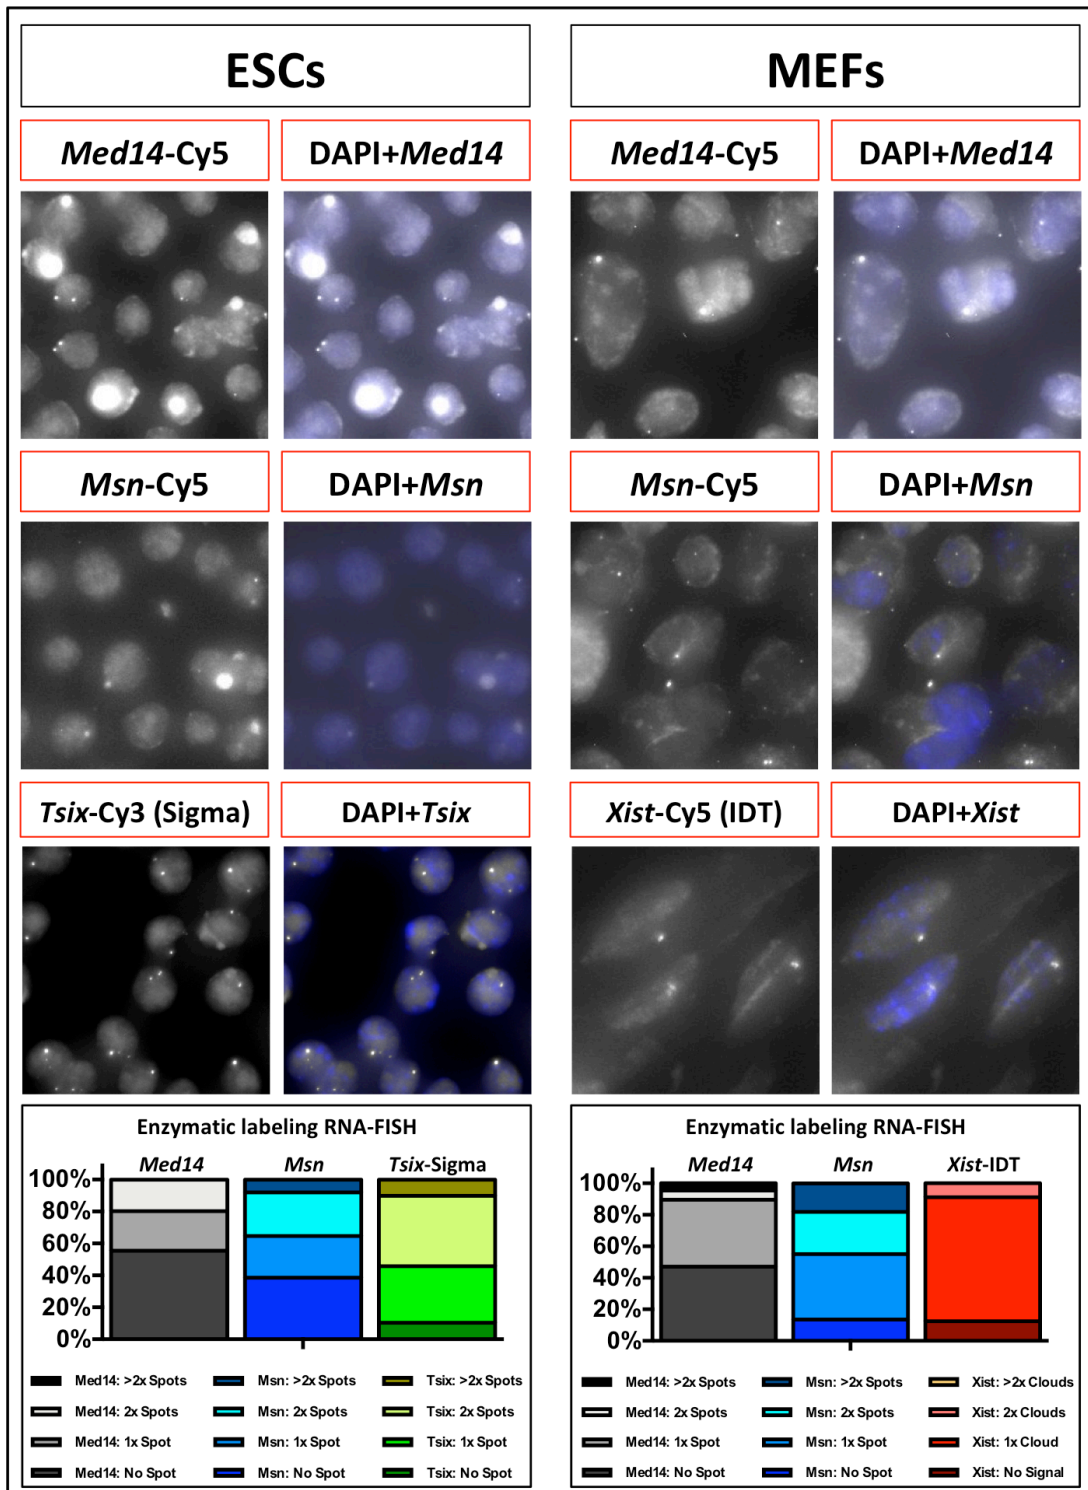 ESCs
MEFs
Med14-Cy5
DAPI+Med14
Med14-Cy5
DAPI+Med14
Msn-Cy5
DAPI+Msn
Msn-Cy5
DAPI+Msn
Tsix-Cy3 (Sigma)
DAPI+Tsix
Xist-Cy5 (IDT)
DAPI+Xist
Enzymatic labeling RNA-FISH
Med14 Msn Tsix-Sigma
100%
80%
60%
40%
20%
0%
Med14: >2x Spots Msn: >2x Spots Tsix: >2x Spots
Med14: 2x Spots Msn: 2x Spots Tsix: 2x Spots
Med14: 1x Spot Msn: 1x Spot Tsix: 1x Spot
Med14: No Spot Msn: No Spot Tsix: No Spot
Enzymatic labeling RNA-FISH
Med14 Msn Xist-IDT
100%
80%
60%
40%
20%
0%
Med14: >2x Spots Msn: >2x Spots Xist: >2x Clouds
Med14: 2x Spots Msn: 2x Spots Xist: 2x Clouds
Med14: 1x Spot Msn: 1x Spot Xist: 1x Cloud
Med14: No Spot Msn: No Spot Xist: No Signal